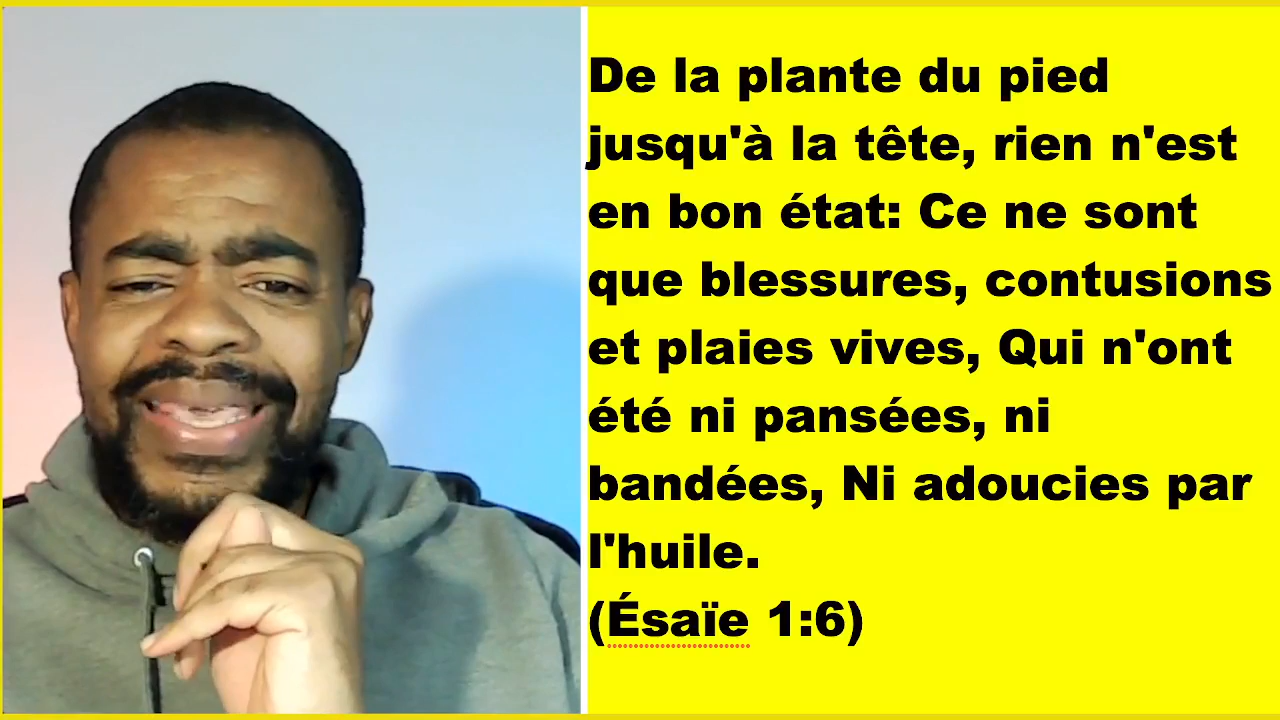 De la plante du pied
jusqu'à la tête, rien n'est
en bon état: Ce ne sont
que blessures, contusions
et plaies vives, Qui n'ont
été ni pansées, ni
bandées, Ni adoucies par
l'huile.
(Ésaïe 1:6)